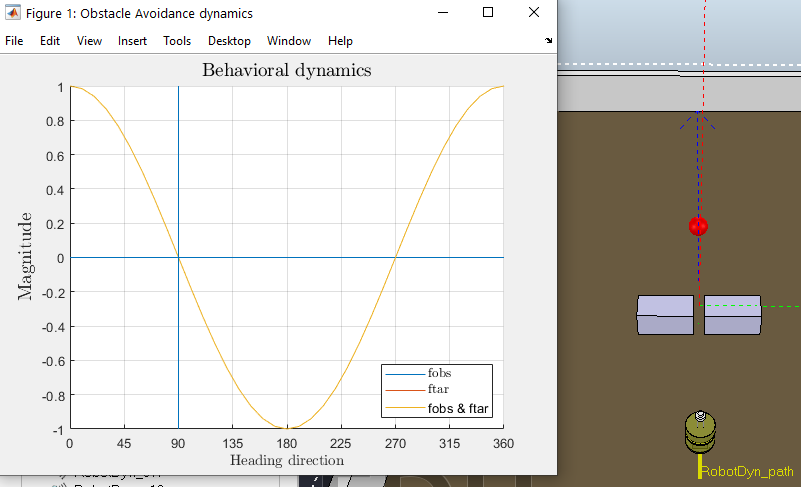 Figure 1: Obstacle Avoidance dynamics
File Edit View Insert Tools Desktop Window Help
Behavioral dynamics
Magnitude
1
0.8
0.6
0.4
0.2
0
-0.2
-0.4
-0.6
-0.8
-1
fobs
ftar
fobs & ftar
0 45 90 135 180 225 270 315 360
Heading direction
RobotDyn_path